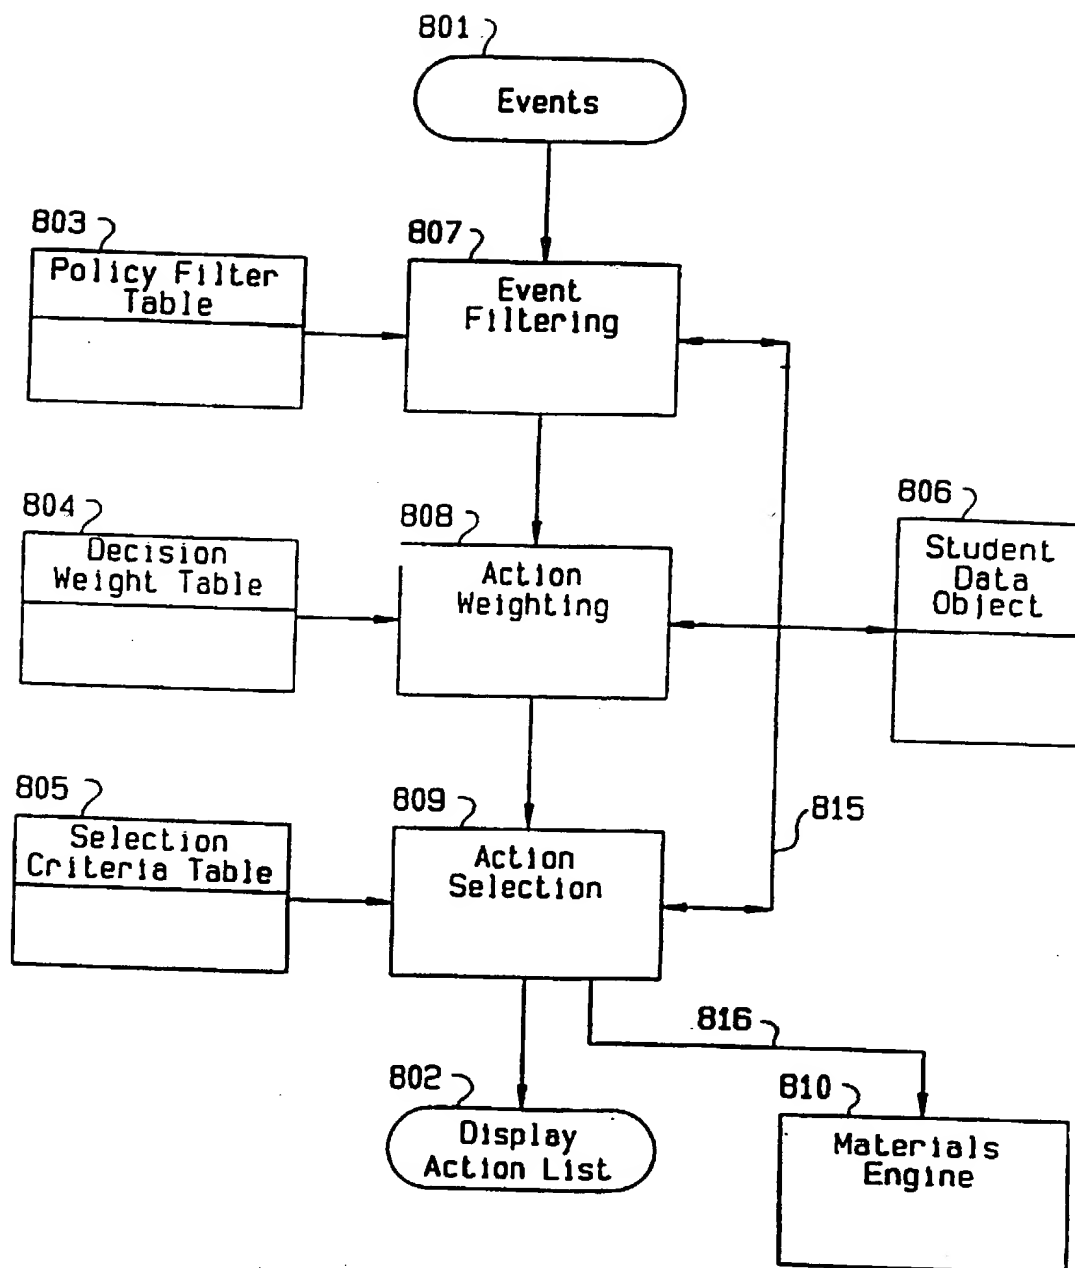 801
Events
803
Policy Filter
Table
807
Event
Filtering
804
Decision
Weight Table
808
Action
Weighting
806
Student
Data
Object
805
Selection
Criteria Table
809
Action
Selection
815
816
802
Display
Action List
810
Materials
Engine